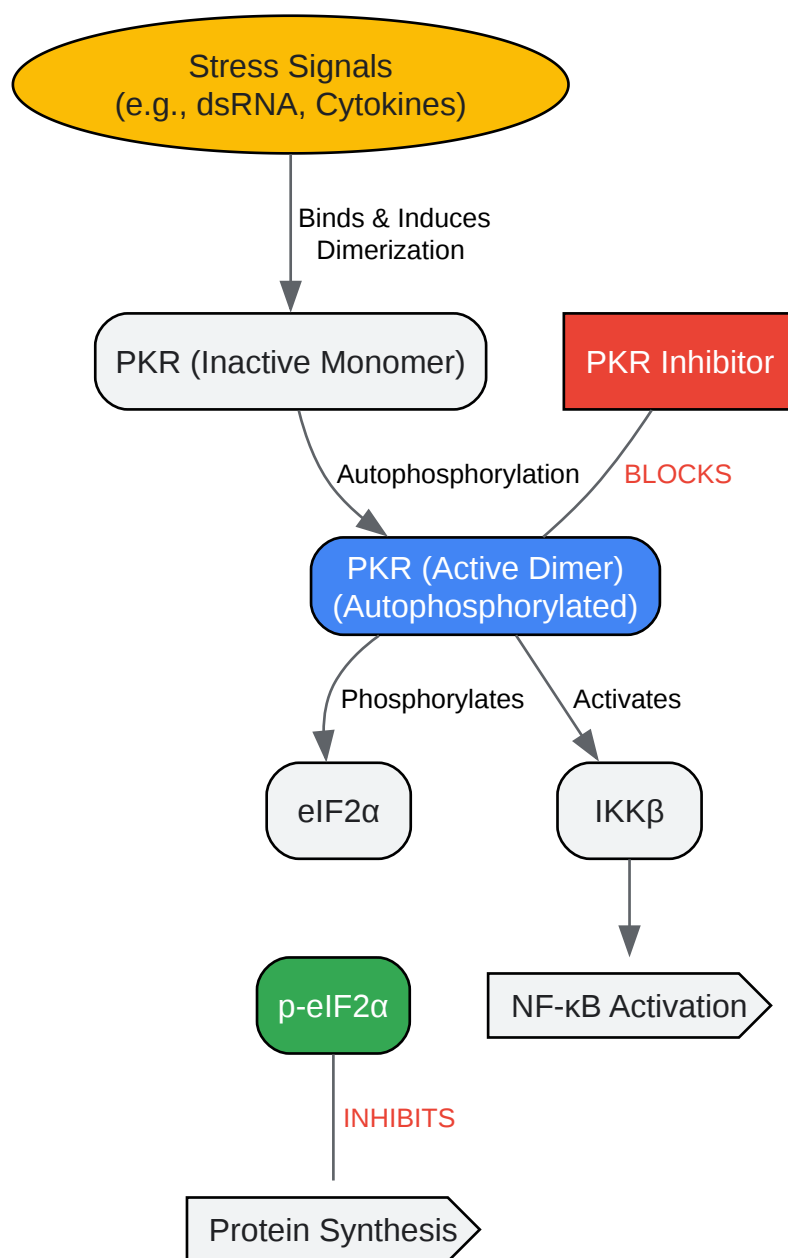 Stress Signals
(e.g., dsRNA, Cytokines)
Binds & Induces
Dimerization
PKR (Inactive Monomer)
PKR Inhibitor
Autophosphorylation
BLOCKS
PKR (Active Dimer)
(Autophosphorylated)
Phosphorylates
Activates
eIF2α
IKKβ
p-eIF2α
NF-κB Activation
INHIBITS
Protein Synthesis